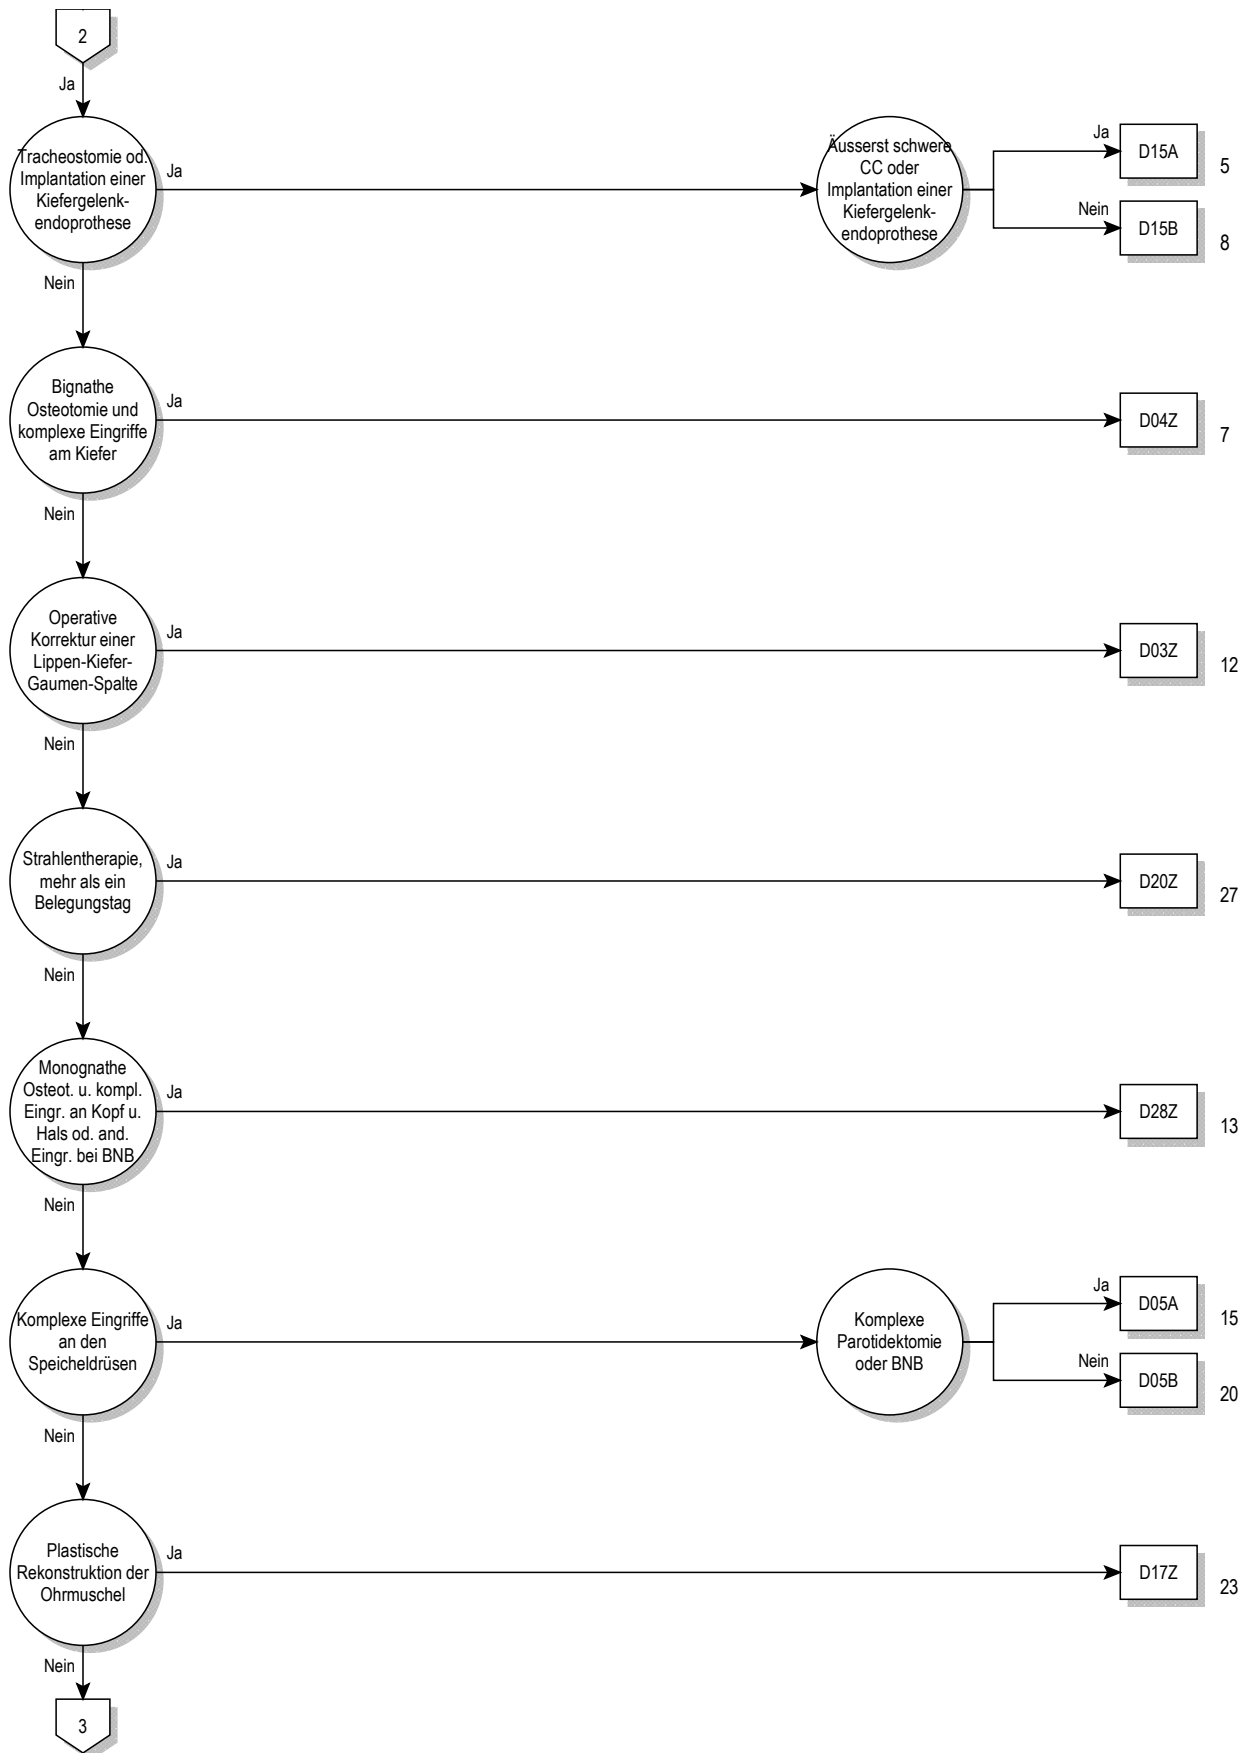 2
Ja
Tracheostomie od.
Implantation einer
Kiefergelenk-
endoprothese
Ja
Äusserst schwere
CC oder
Implantation einer
Kiefergelenk-
endoprothese
Ja
D15A
5
Nein
D15B
8
Nein
Bignathe
Osteotomie und
komplexe Eingriffe
am Kiefer
Ja
D04Z
7
Nein
Operative
Korrektur einer
Lippen-Kiefer-
Gaumen-Spalte
Ja
D03Z
12
Nein
Strahlentherapie,
mehr als ein
Belegungstag
Ja
D20Z
27
Nein
Monognathe
Osteot. u. kompl.
Eingr. an Kopf u.
Hals od. and.
Eingr. bei BNB
Ja
D28Z
13
Nein
Komplexe Eingriffe
an den
Speicheldrüsen
Ja
Komplexe
Parotidektomie
oder BNB
Ja
D05A
15
Nein
D05B
20
Nein
Plastische
Rekonstruktion der
Ohrmuschel
Ja
D17Z
23
Nein
3